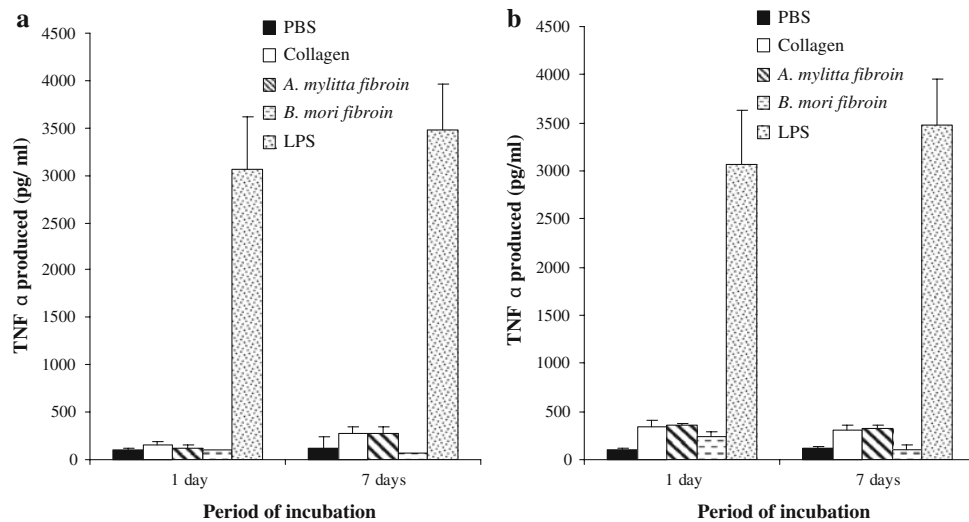 a
PBS
Collagen
A. mylitta fibroin
B. mori fibroin
LPS
TNF α produced (pg/ ml)
4500
4000
3500
3000
2500
2000
1500
1000
500
0
1 day
7 days
Period of incubation
b
PBS
Collagen
A. mylitta fibroin
B. mori fibroin
LPS
TNF α produced (pg/ml)
4500
4000
3500
3000
2500
2000
1500
1000
500
0
1 day
7 days
Period of incubation